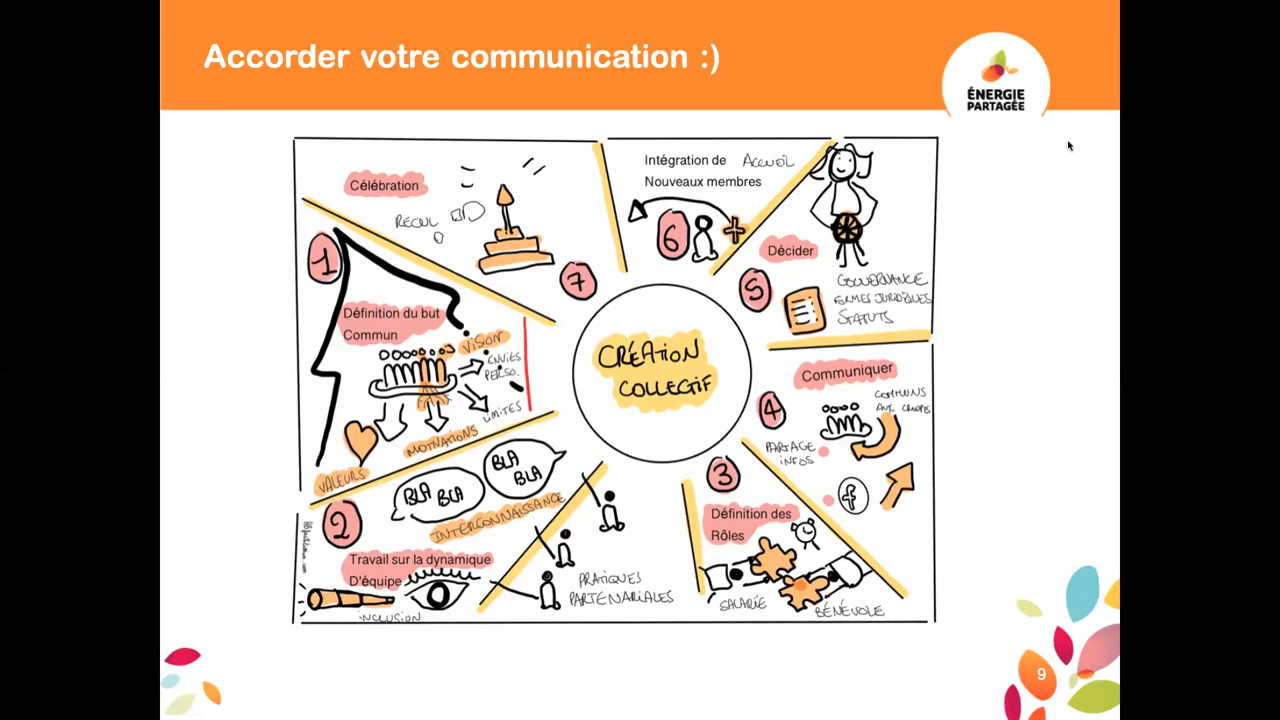 Accorder votre communication :)
ÉNERGIE
PARTAGÉE
Célébration
RECUL
7
Intégration de
Nouveaux membres
ACCUEIL
6
Décider
5
GOUVERNANCE
FORMES JURIDIQUES
STATUTS
1
Définition du but
Commun
VISION
ENVIES
PERSO.
LIMITES
MOTIVATIONS
VALEURS
CRÉATION
COLLECTIF
Communiquer
4
COMMUNS
PARTAGE
INFOS
f
2
BLA
BLA
BLA
BLA
INTERCONNAISSANCE
Travail sur la dynamique
D'équipe
INCLUSION
PRATIQUES
PARTENARIALES
3
Définition des
Rôles
SALARIÉ
BÉNÉVOLE
9